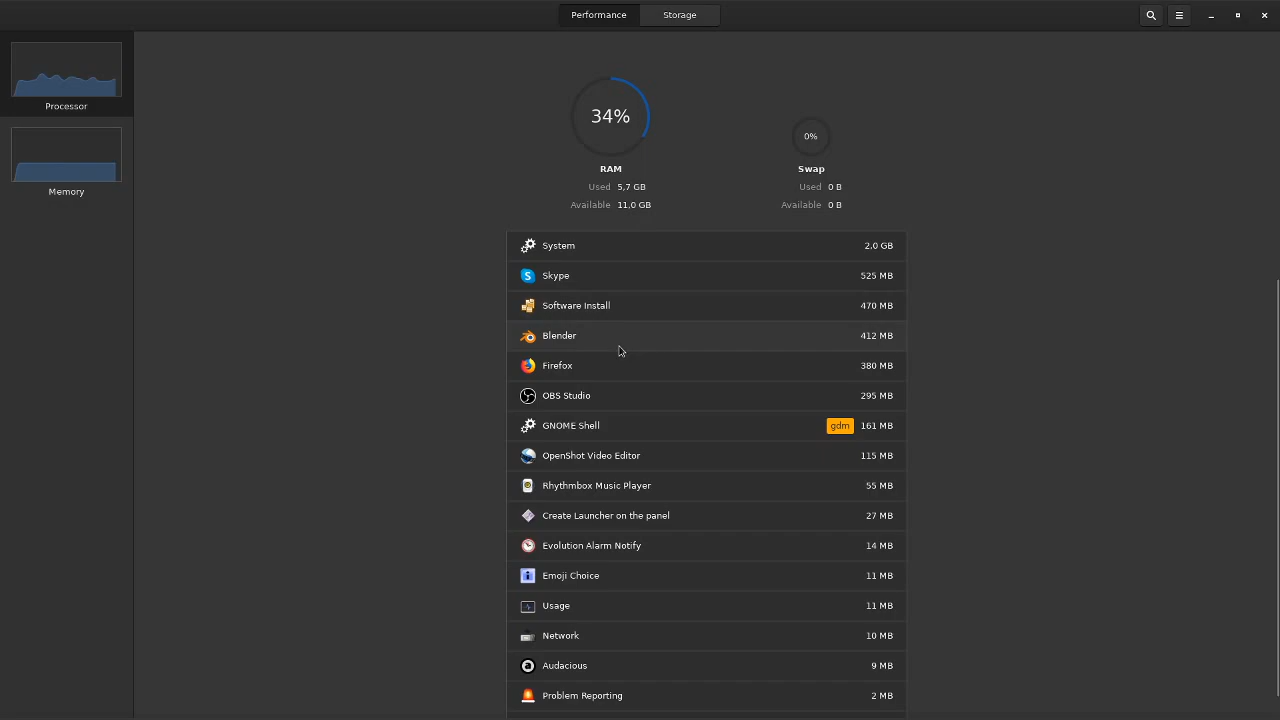 Performance
Storage
Processor
Memory
34%
RAM
Used 5,7 GB
Available 11,0 GB
0%
Swap
Used 0 B
Available 0 B
System 2,0 GB
Skype 525 MB
Software Install 470 MB
Blender 412 MB
Firefox 380 MB
OBS Studio 295 MB
GNOME Shell gdm 161 MB
OpenShot Video Editor 115 MB
Rhythmbox Music Player 55 MB
Create Launcher on the panel 27 MB
Evolution Alarm Notify 14 MB
Emoji Choice 11 MB
Usage 11 MB
Network 10 MB
Audacious 9 MB
Problem Reporting 2 MB